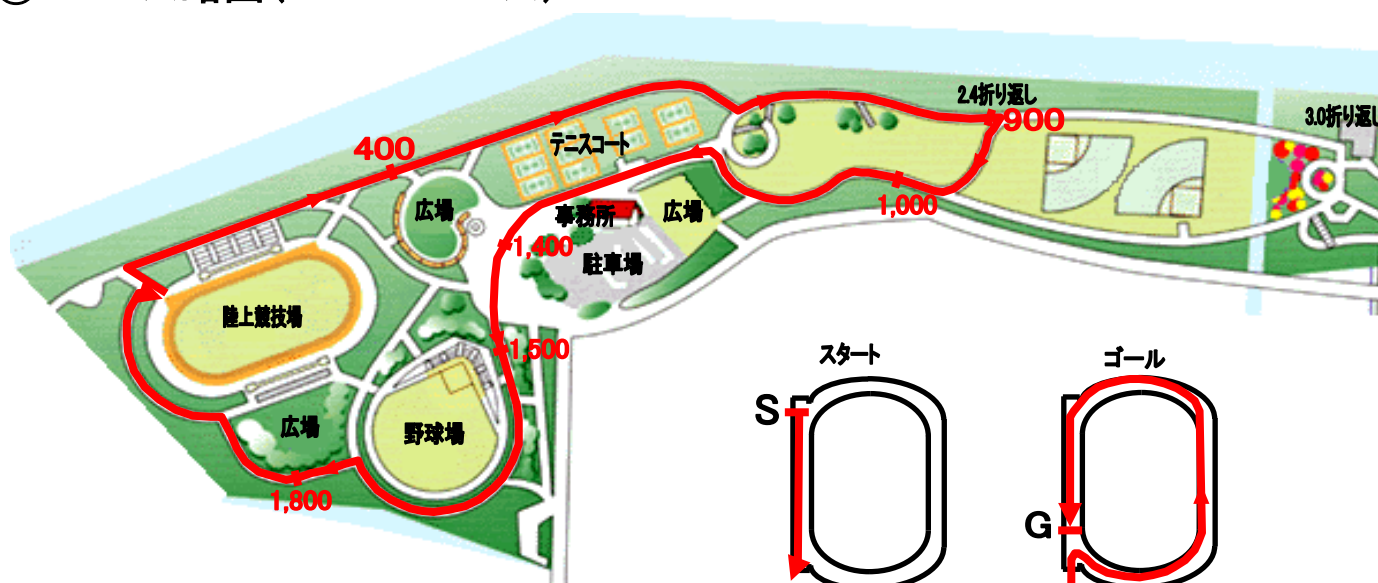 2.4折り返し
900
3.0折り返し
400
テニスコート
広場
事務所
広場
1,000
1,400
駐車場
陸上競技場
1,500
スタート
ゴール
S
広場
野球場
1,800
G